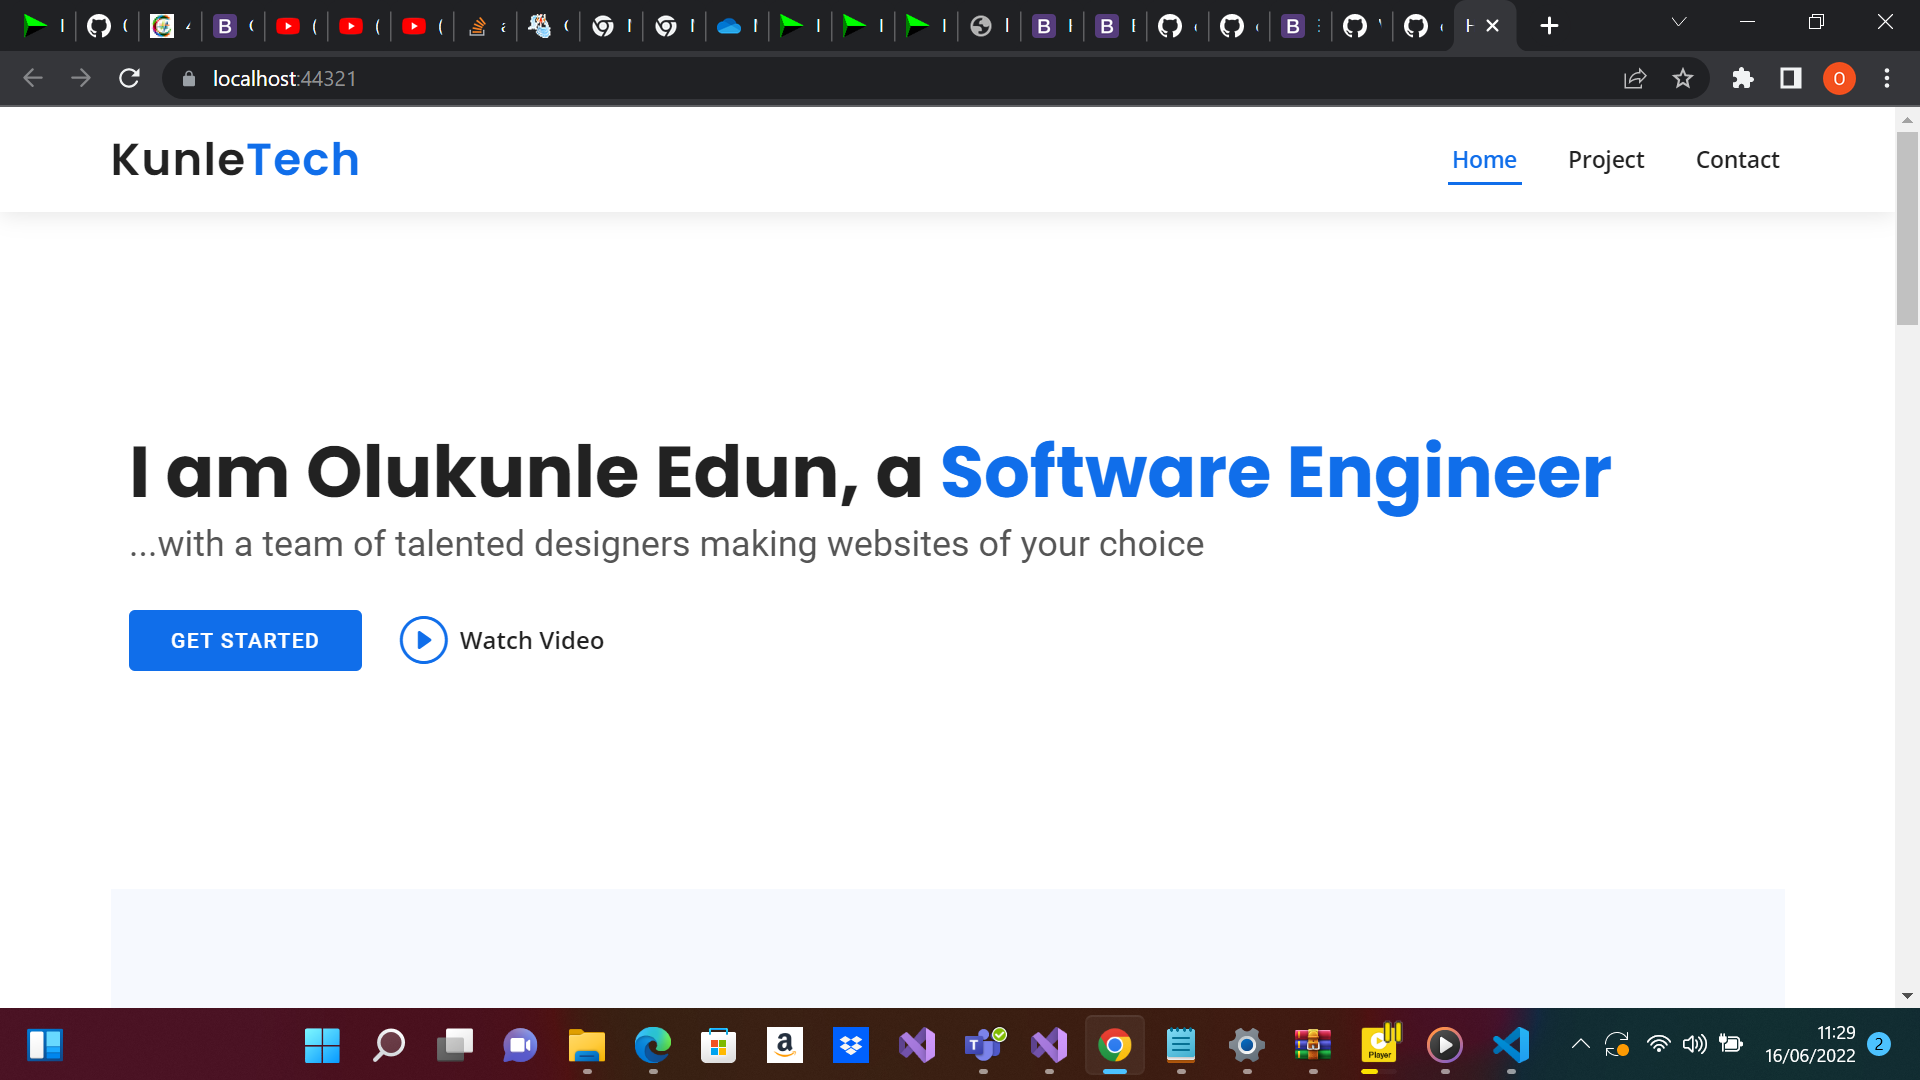 localhost:44321
O
KunleTech
Home Project Contact
I am Olukunle Edun, a Software Engineer
...with a team of talented designers making websites of your choice
GET STARTED Watch Video
Player
11:29
16/06/2022
2